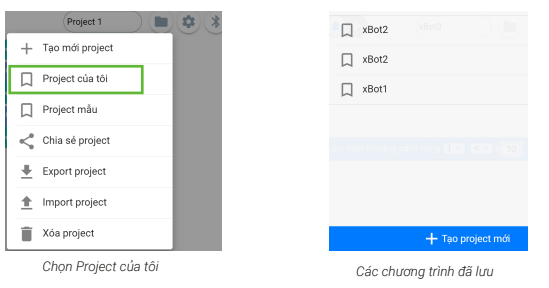 Project 1
Tạo mới project
Project của tôi
Project mẫu
Chia sẻ project
Export project
Import project
Xóa project
Chọn Project của tôi
xBot2
xBot2
xBot1
Tạo project mới
Các chương trình đã lưu